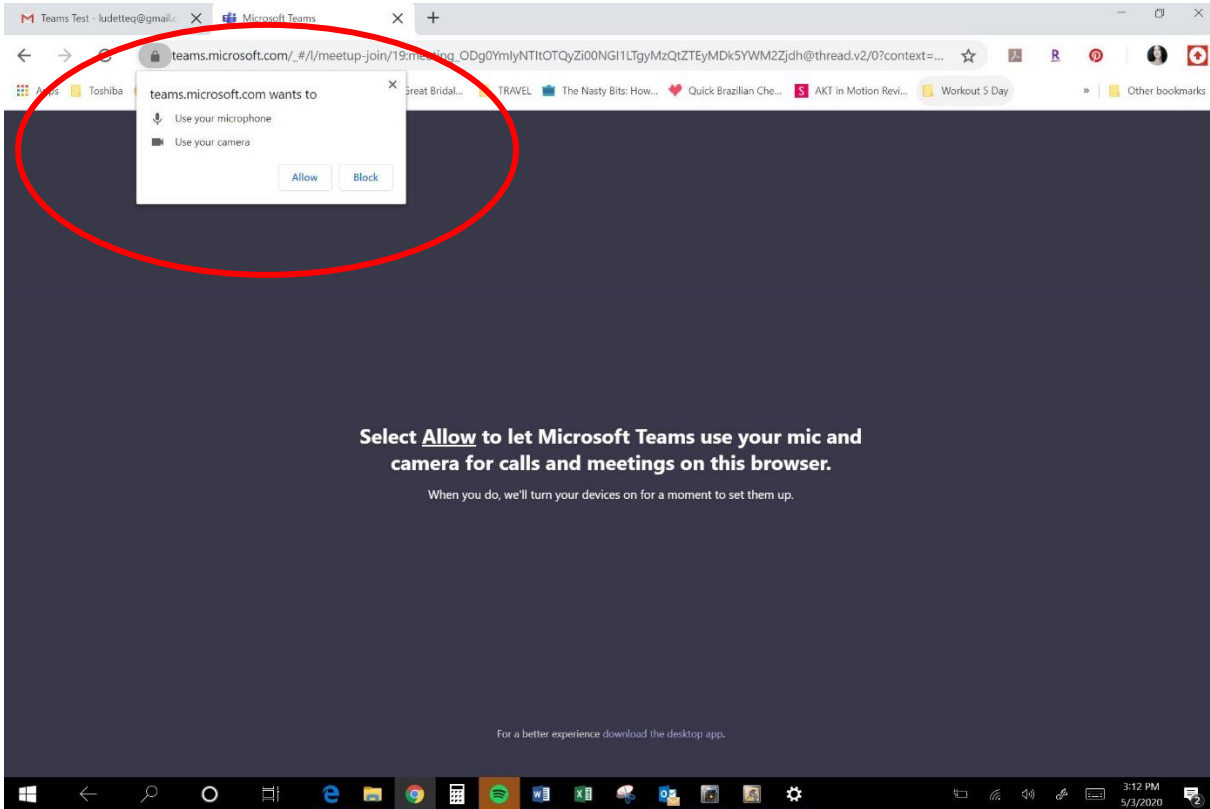 Teams Test - ludetteq@gmail.c
Microsoft Teams
teams.microsoft.com/_#/l/meetup-join/19:meeting_ODg0YmIyNTItOTQyZi00NGI1LTgyMzQtZTEyMDk5YWM2Zjdh@thread.v2/0?context=...
Apps Toshiba Great Bridal... TRAVEL The Nasty Bits: How... Quick Brazilian Che... S AKT in Motion Revi... Workout 5 Day » Other bookmarks
teams.microsoft.com wants to
Use your microphone
Use your camera
Allow Block
Select Allow to let Microsoft Teams use your mic and
camera for calls and meetings on this browser.
When you do, we'll turn your devices on for a moment to set them up.
For a better experience download the desktop app.
3:12 PM
5/3/2020
2